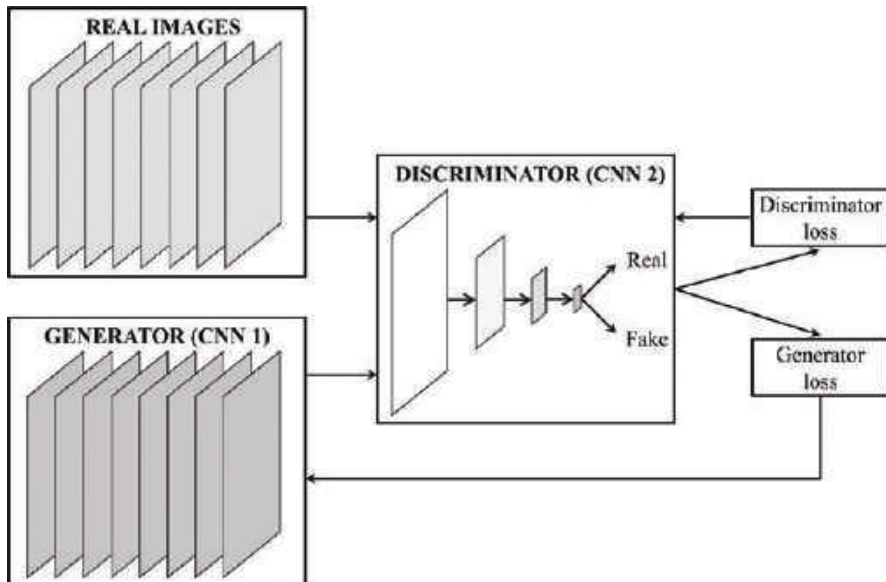 REAL IMAGES
DISCRIMINATOR (CNN 2)
Real
Fake
Discriminator
loss
GENERATOR (CNN 1)
Generator
loss